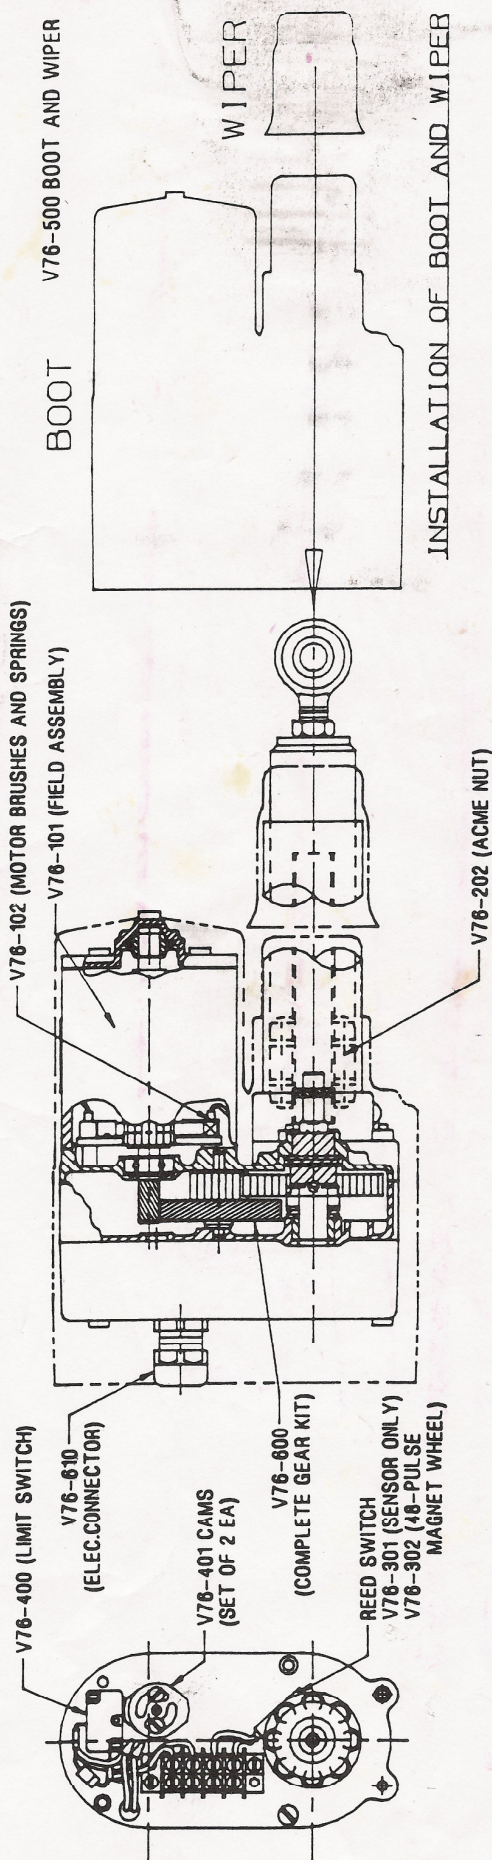 V76-400 (LIMIT SWITCH)
V76-610
(ELEC.CONNECTOR)
V76-401 CAMS
(SET OF 2 EA)
V76-600
(COMPLETE GEAR KIT)
REED SWITCH
V76-301 (SENSOR ONLY)
V76-302 (48-PULSE
MAGNET WHEEL)
V76-102 (MOTOR BRUSHES AND SPRINGS)
V76-101 (FIELD ASSEMBLY)
V76-202 (ACME NUT)
BOOT
V76-500 BOOT AND WIPER
WIPER
INSTALLATION OF BOOT AND WIPER